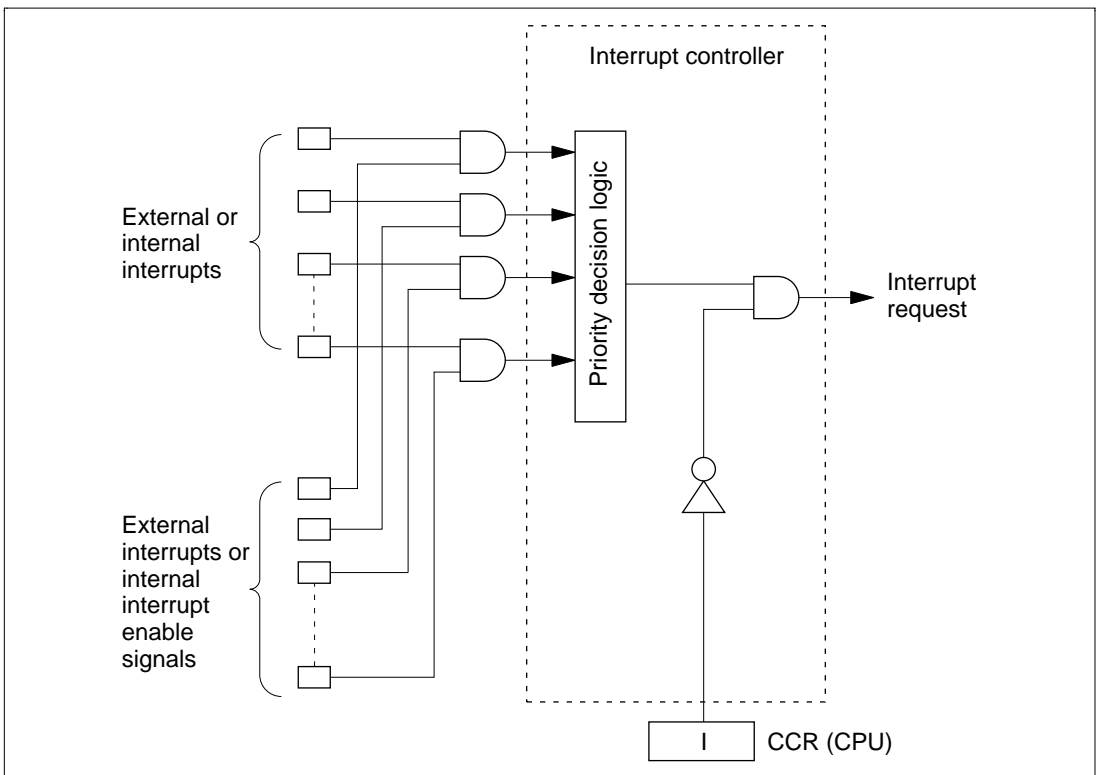 Interrupt controller
External or
internal
interrupts
Priority decision logic
Interrupt
request
External
interrupts or
internal
interrupt
enable
signals
I
CCR (CPU)